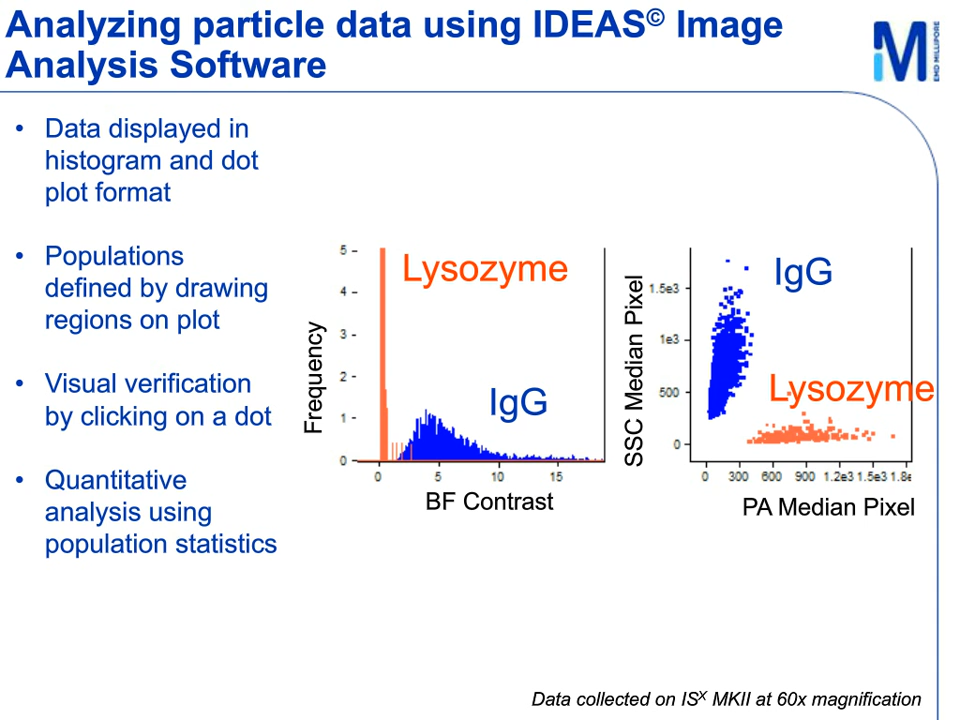 Analyzing particle data using IDEAS© Image
Analysis Software
EMD MILLIPORE
• Data displayed in
histogram and dot
plot format
• Populations
defined by drawing
regions on plot
• Visual verification
by clicking on a dot
• Quantitative
analysis using
population statistics
Frequency
5
4
3
2
1
0
Lysozyme
IgG
0 5 10 15
BF Contrast
SSC Median Pixel
1.5e3
1e3
500
0
IgG
Lysozyme
0 300 600 900 1.2e3 1.5e3 1.8e
PA Median Pixel
Data collected on ISX MKII at 60x magnification